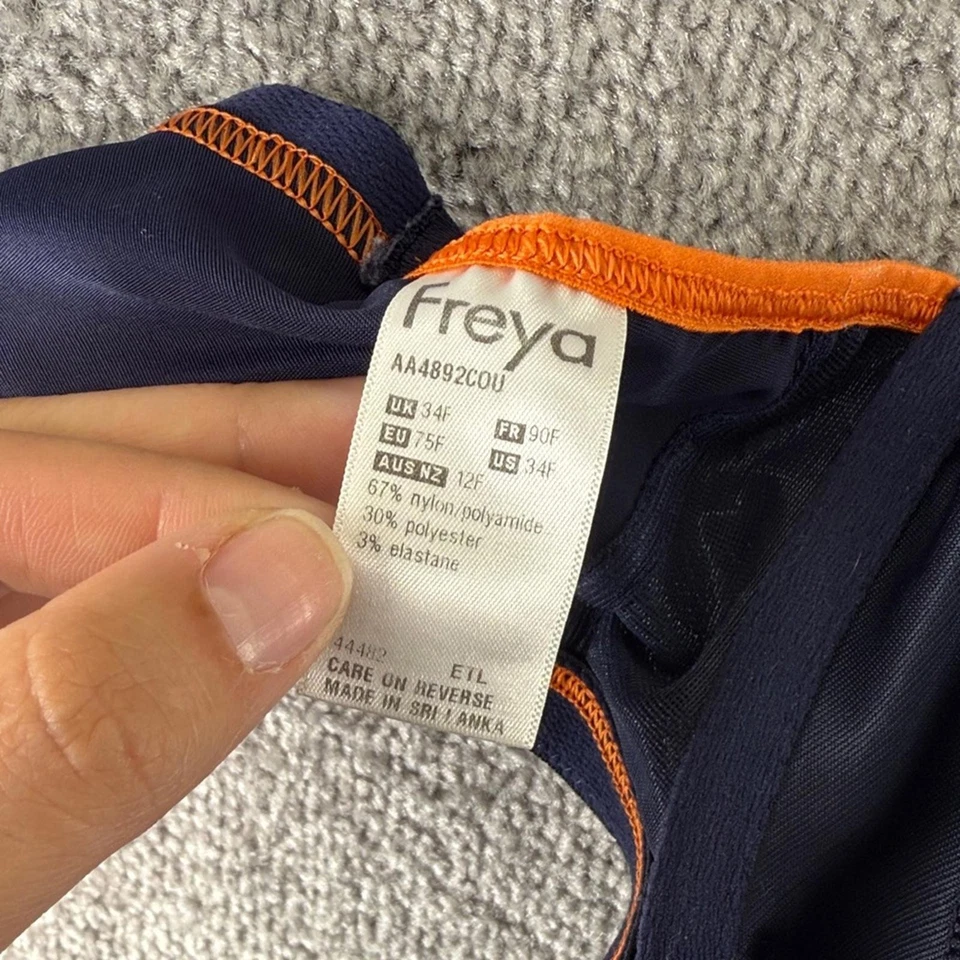 Freya
AA4892COU
UK 34F FR 90F
EU 75F US 34F
AUS NZ 12F
67% nylon/polyamide
30% polyester
3% elastane
44482 ETL
CARE ON REVERSE
MADE IN SRI LANKA